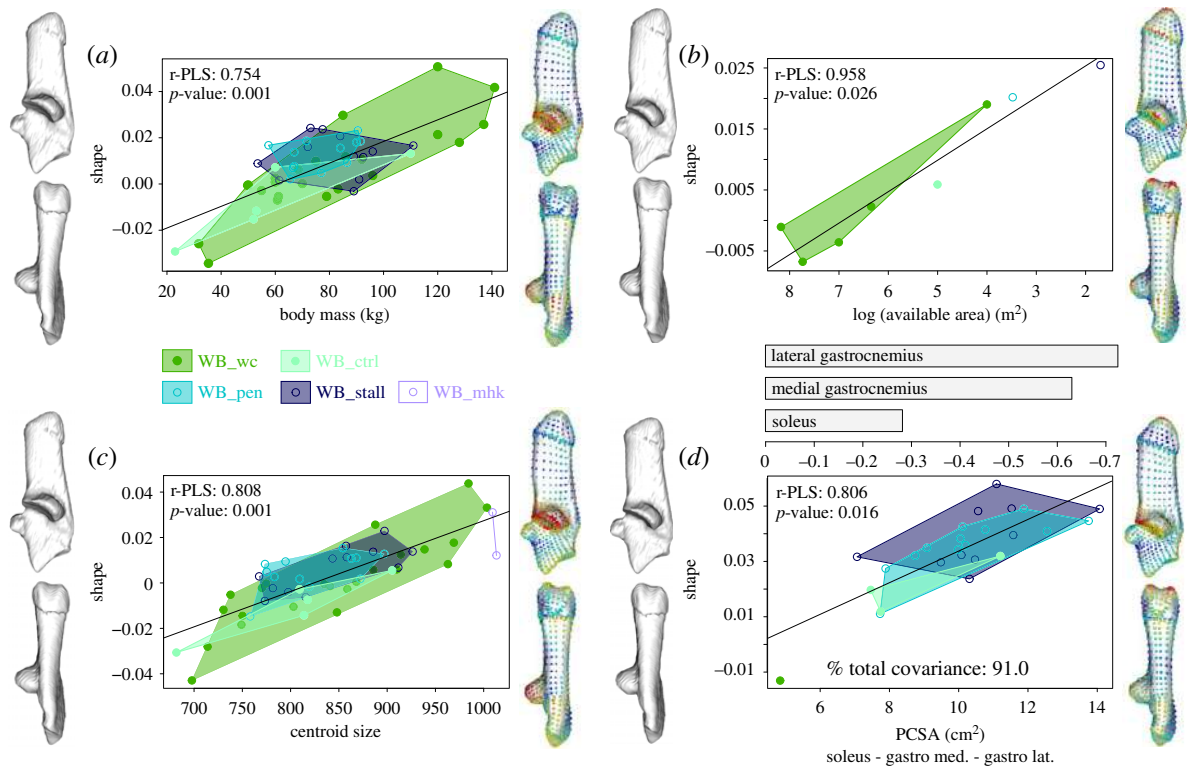 (a)
r-PLS: 0.754
p-value: 0.001
shape
0.04
0.02
0.00
−0.02
20 40 60 80 100 120 140
body mass (kg)
(b)
r-PLS: 0.958
p-value: 0.026
shape
0.025
0.015
0.005
−0.005
8 7 6 5 4 3 2
log (available area) (m²)
WB_wc WB_ctrl
WB_pen WB_stall WB_mhk
lateral gastrocnemius
medial gastrocnemius
soleus
0 −0.1 −0.2 −0.3 −0.4 −0.5 −0.6 −0.7
(c)
r-PLS: 0.808
p-value: 0.001
shape
0.04
0.02
0
−0.02
−0.04
700 750 800 850 900 950 1000
centroid size
(d)
r-PLS: 0.806
p-value: 0.016
shape
0.05
0.03
0.01
−0.01
% total covariance: 91.0
6 8 10 12 14
PCSA (cm²)
soleus - gastro med. - gastro lat.